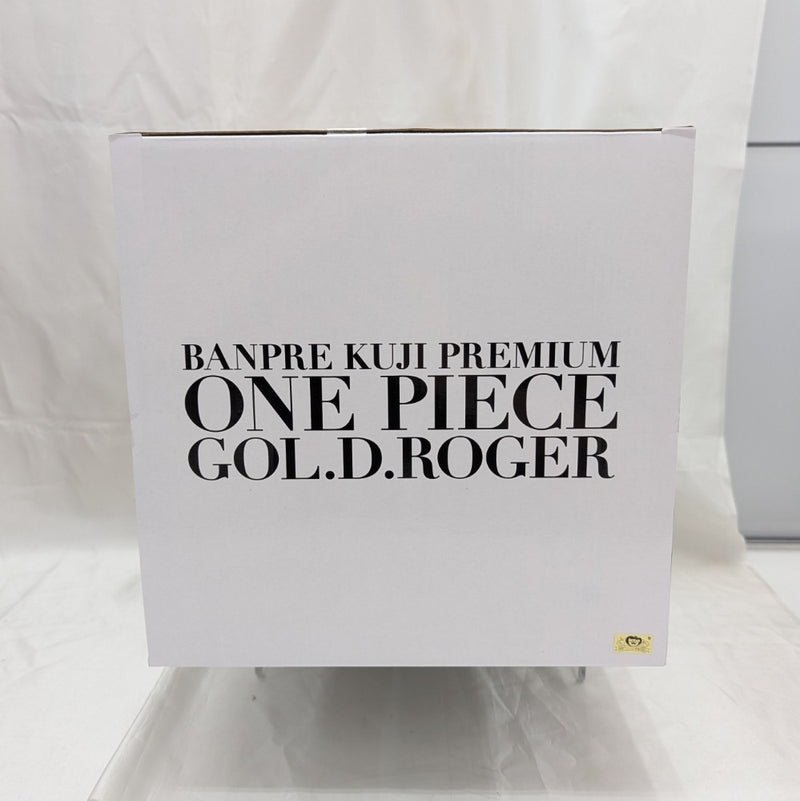 BANPRE KUJI PREMIUM
ONE PIECE
GOL.D.ROGER